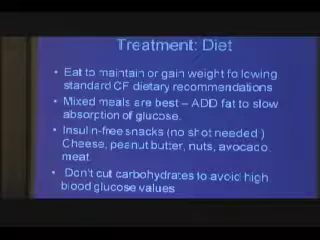 Treatment: Diet
• Eat to maintain or gain weight fo lowing
standard CF dietary recommendations
• Mixed meals are best – ADD fat to slow
absorption of glucose.
• Insulin-free snacks (no shot needed )
Cheese, peanut butter, nuts, avocado,
meat
• Don't cut carbohydrates to avoid high
blood glucose values